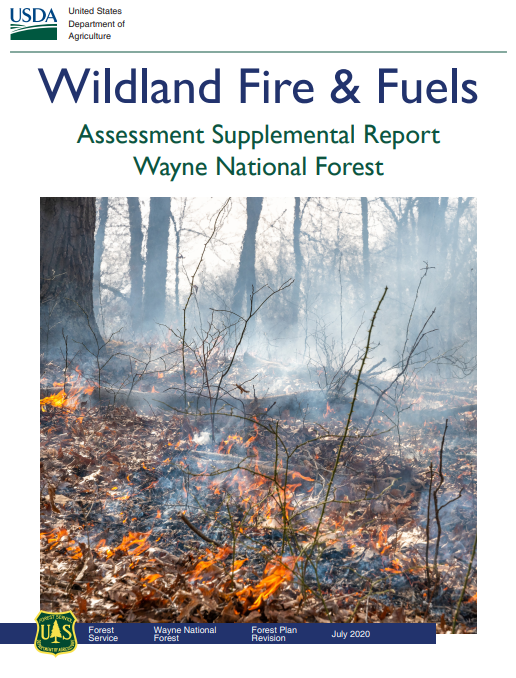 USDA
United States
Department of
Agriculture
Wildland Fire & Fuels
Assessment Supplemental Report
Wayne National Forest
FOREST SERVICE
U S
DEPARTMENT OF AGRICULTURE
Forest
Service
Wayne National
Forest
Forest Plan
Revision
July 2020